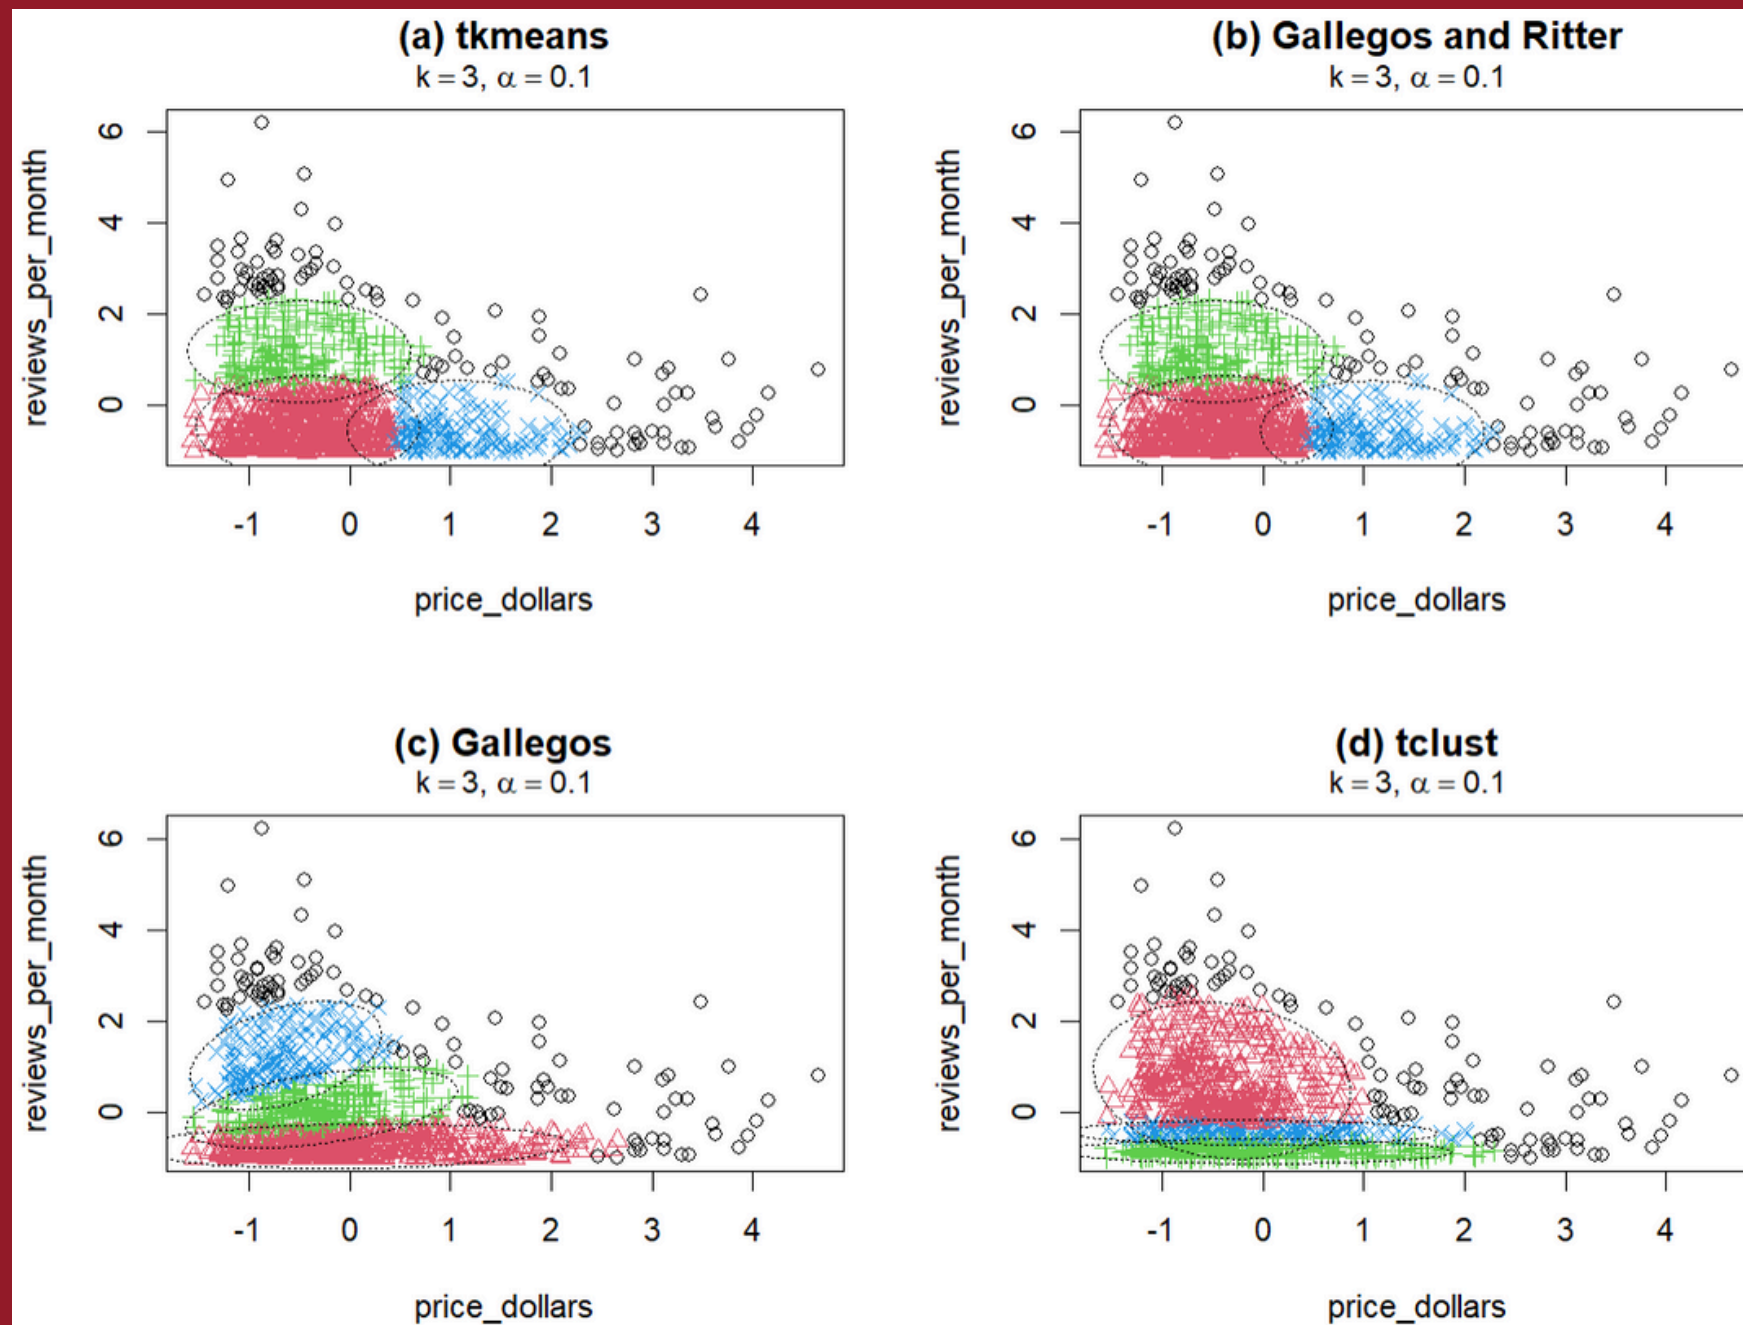 (a) tkmeans
k = 3, α = 0.1
reviews_per_month
6
4
2
0
-1 0 1 2 3 4
price_dollars
(b) Gallegos and Ritter
k = 3, α = 0.1
reviews_per_month
6
4
2
0
-1 0 1 2 3 4
price_dollars
(c) Gallegos
k = 3, α = 0.1
reviews_per_month
6
4
2
0
-1 0 1 2 3 4
price_dollars
(d) tclust
k = 3, α = 0.1
reviews_per_month
6
4
2
0
-1 0 1 2 3 4
price_dollars